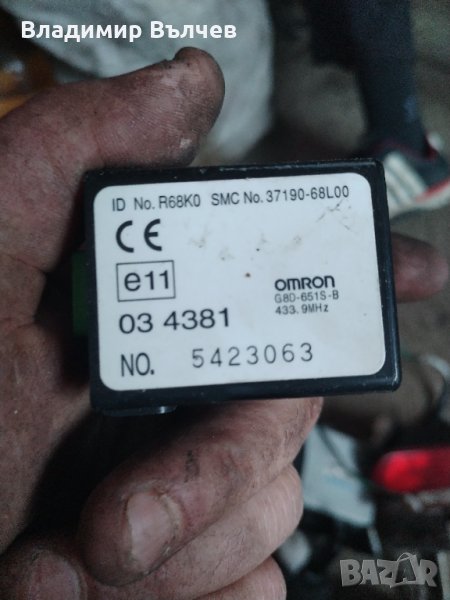 Владимир Вълчев
ID No. R68K0 SMC No. 37190-68L00
CE
e11
OMRON
G8D-651S-B
433.9MHz
03 4381
NO. 5423063
BAZAR